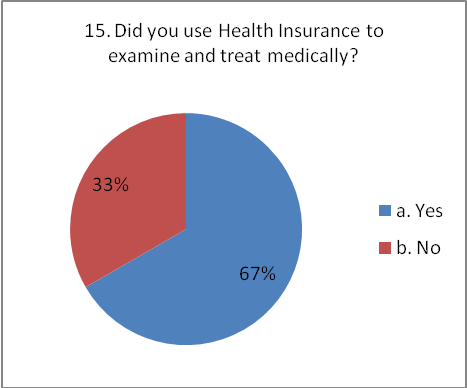 15. Did you use Health Insurance to
examine and treat medically?
33%
a. Yes
b. No
67%